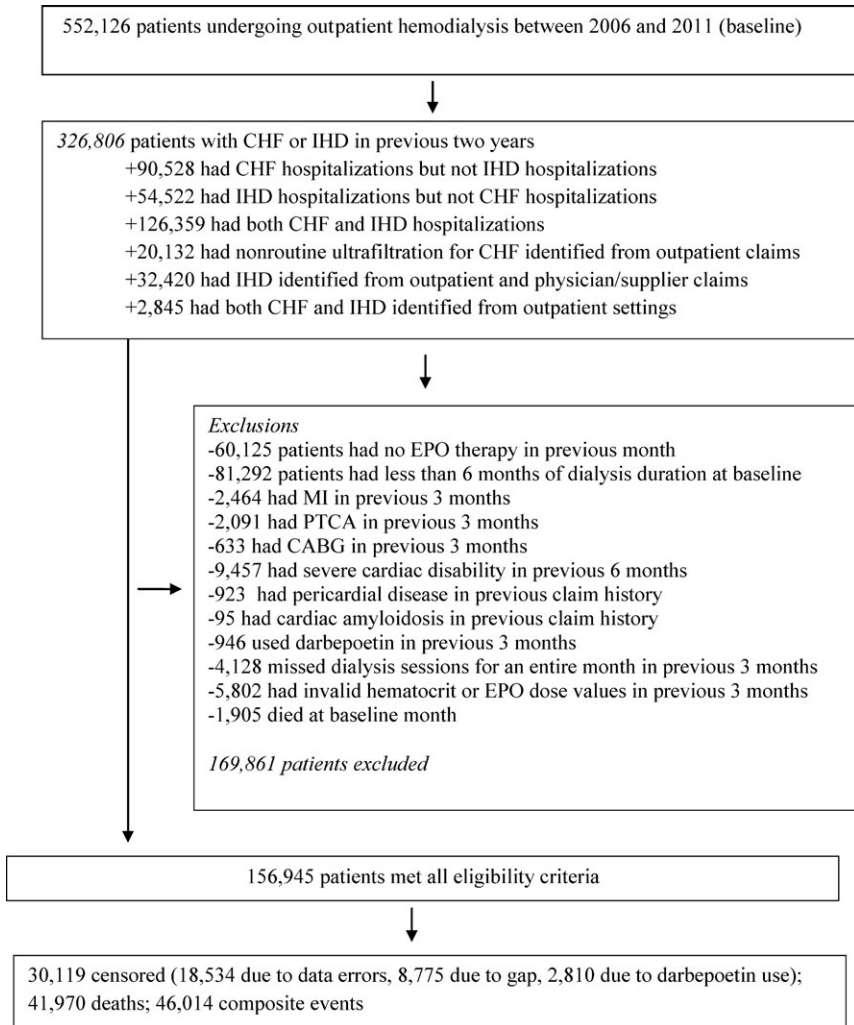 552,126 patients undergoing outpatient hemodialysis between 2006 and 2011 (baseline)
326,806 patients with CHF or IHD in previous two years
+90,528 had CHF hospitalizations but not IHD hospitalizations
+54,522 had IHD hospitalizations but not CHF hospitalizations
+126,359 had both CHF and IHD hospitalizations
+20,132 had nonroutine ultrafiltration for CHF identified from outpatient claims
+32,420 had IHD identified from outpatient and physician/supplier claims
+2,845 had both CHF and IHD identified from outpatient settings
Exclusions
-60,125 patients had no EPO therapy in previous month
-81,292 patients had less than 6 months of dialysis duration at baseline
-2,464 had MI in previous 3 months
-2,091 had PTCA in previous 3 months
-633 had CABG in previous 3 months
-9,457 had severe cardiac disability in previous 6 months
-923 had pericardial disease in previous claim history
-95 had cardiac amyloidosis in previous claim history
-946 used darbepoetin in previous 3 months
-4,128 missed dialysis sessions for an entire month in previous 3 months
-5,802 had invalid hematocrit or EPO dose values in previous 3 months
-1,905 died at baseline month
169,861 patients excluded
156,945 patients met all eligibility criteria
30,119 censored (18,534 due to data errors, 8,775 due to gap, 2,810 due to darbepoetin use);
41,970 deaths; 46,014 composite events